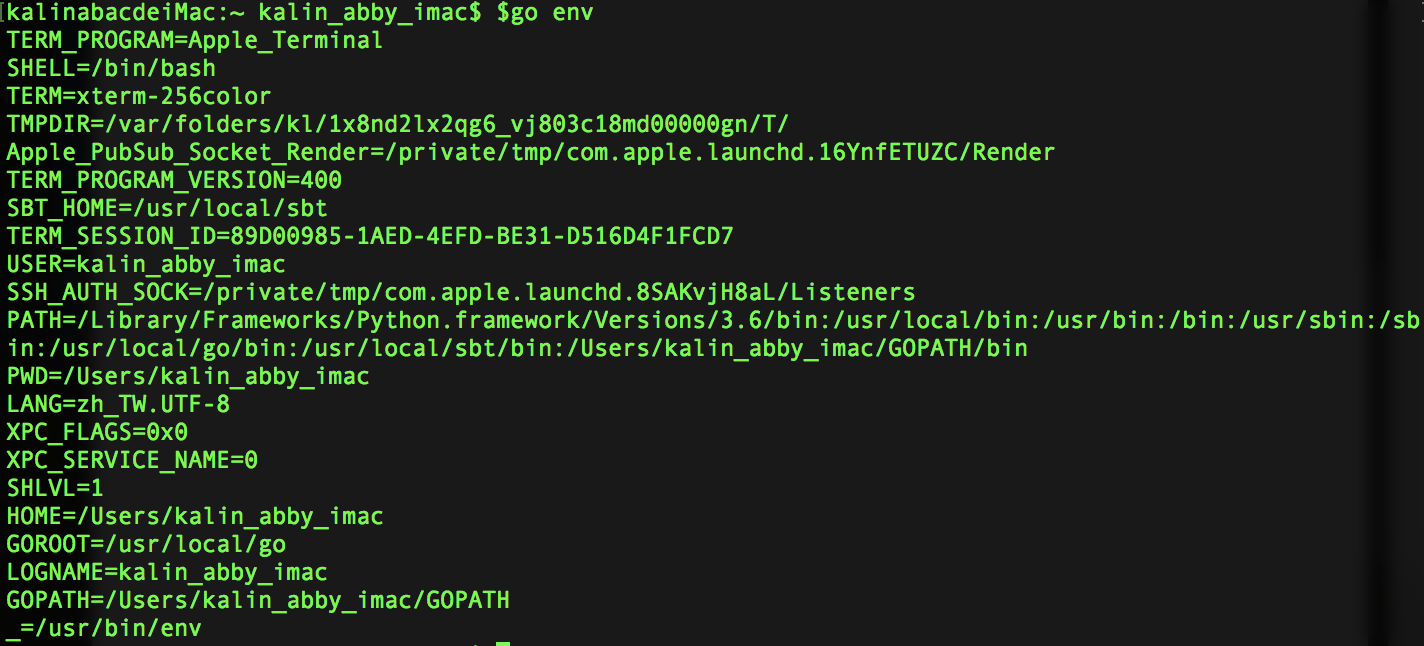 [kalinabacdeiMac:~ kalin_abby_imac$ $go env
TERM_PROGRAM=Apple_Terminal
SHELL=/bin/bash
TERM=xterm-256color
TMPDIR=/var/folders/kl/1x8nd2lx2qg6_vj803c18md00000gn/T/
Apple_PubSub_Socket_Render=/private/tmp/com.apple.launchd.16YnfETUZC/Render
TERM_PROGRAM_VERSION=400
SBT_HOME=/usr/local/sbt
TERM_SESSION_ID=89D00985-1AED-4EFD-BE31-D516D4F1FCD7
USER=kalin_abby_imac
SSH_AUTH_SOCK=/private/tmp/com.apple.launchd.8SAKvjH8aL/Listeners
PATH=/Library/Frameworks/Python.framework/Versions/3.6/bin:/usr/local/bin:/usr/bin:/bin:/usr/sbin:/sb
in:/usr/local/go/bin:/usr/local/sbt/bin:/Users/kalin_abby_imac/GOPATH/bin
PWD=/Users/kalin_abby_imac
LANG=zh_TW.UTF-8
XPC_FLAGS=0x0
XPC_SERVICE_NAME=0
SHLVL=1
HOME=/Users/kalin_abby_imac
GOROOT=/usr/local/go
LOGNAME=kalin_abby_imac
GOPATH=/Users/kalin_abby_imac/GOPATH
_=/usr/bin/env